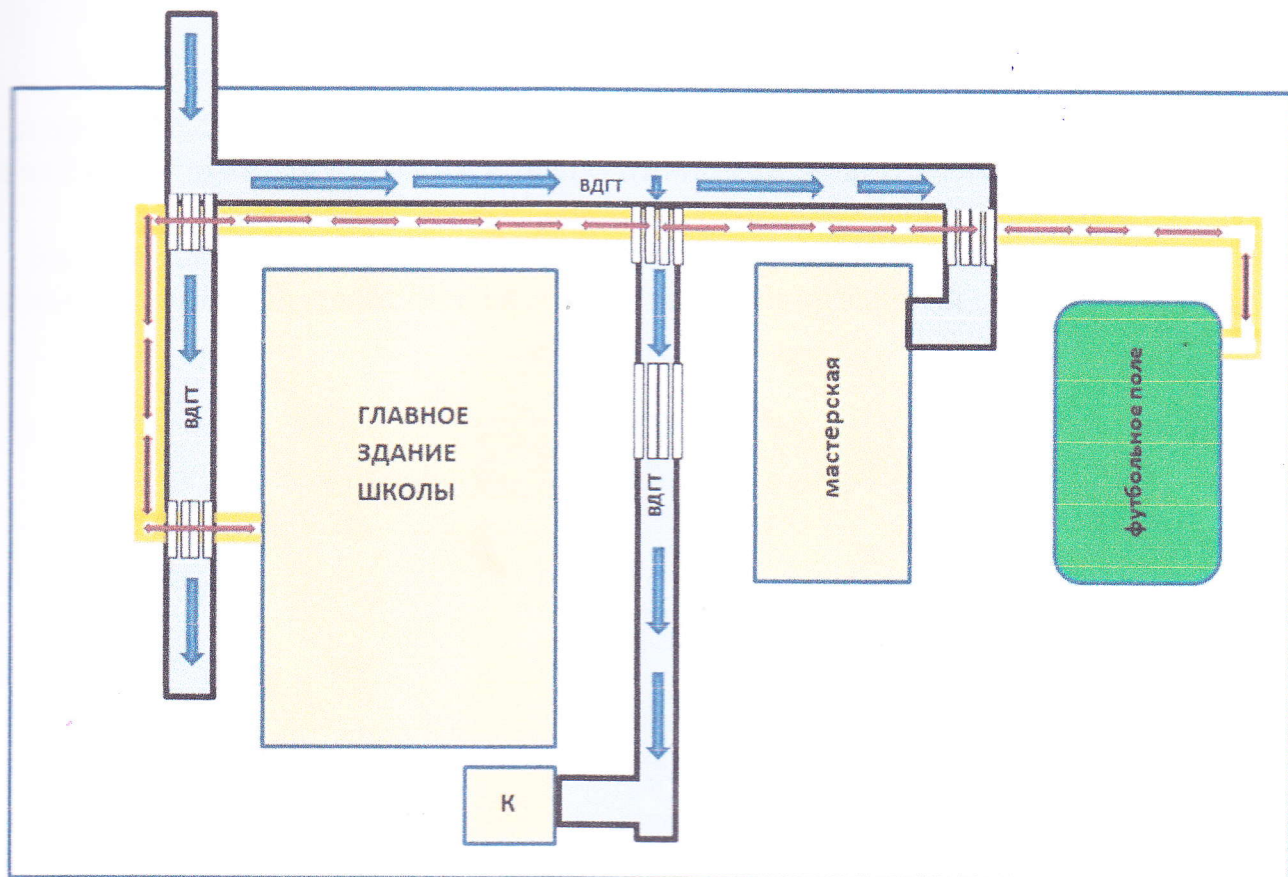 ВДГТ
ВДГТ
ГЛАВНОЕ
ЗДАНИЕ
ШКОЛЫ
ВДГТ
мастерская
футбольное поле
К